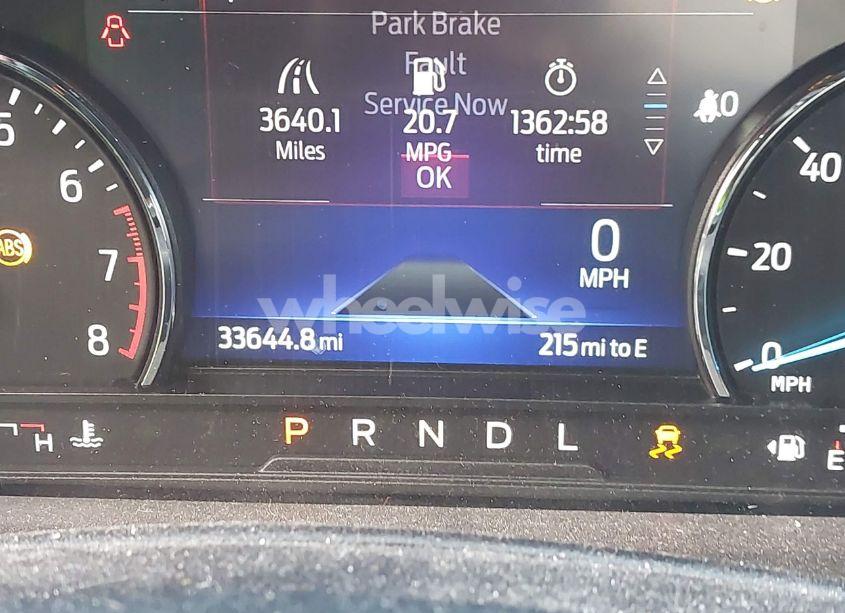 Park Brake
Fault
Service Now
3640.1
Miles
20.7
MPG
1362:58
time
OK
0
5
6
7
8
ABS
0
MPH
40
20
0
MPH
wheelwise
33644.8 mi
215 mi to E
H
P R N D L
E